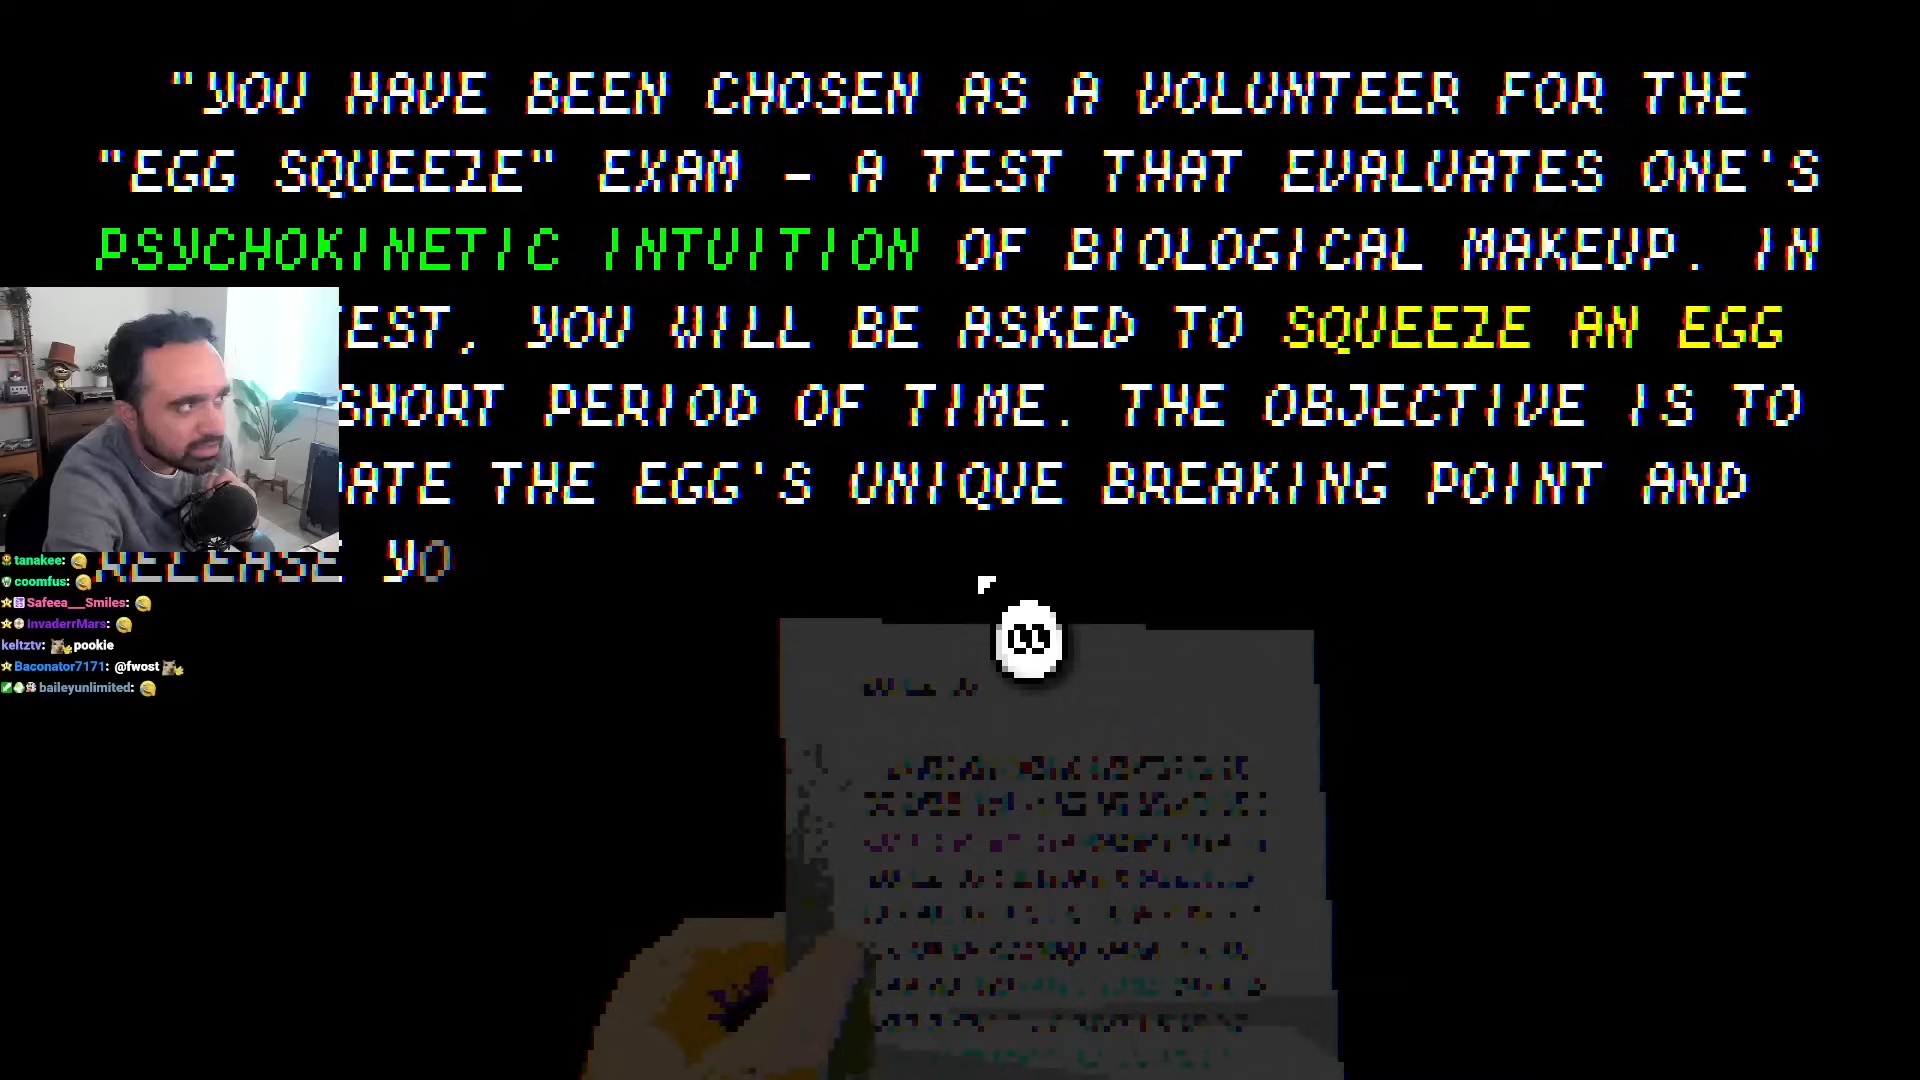 "YOU HAVE BEEN CHOSEN AS A VOLUNTEER FOR THE
"EGG SQUEEZE" EXAM - A TEST THAT EVALUATES ONE'S
PSYCHOKINETIC INTUITION OF BIOLOGICAL MAKEUP. IN
EST, YOU WILL BE ASKED TO SQUEEZE AN EGG
SHORT PERIOD OF TIME. THE OBJECTIVE IS TO
ATE THE EGG'S UNIQUE BREAKING POINT AND
RELEASE YO
tanakee:
coomfus:
Safeea___Smiles:
InvaderrMars:
keltztv: pookie
Baconator7171: @fwost
baileyunlimited: